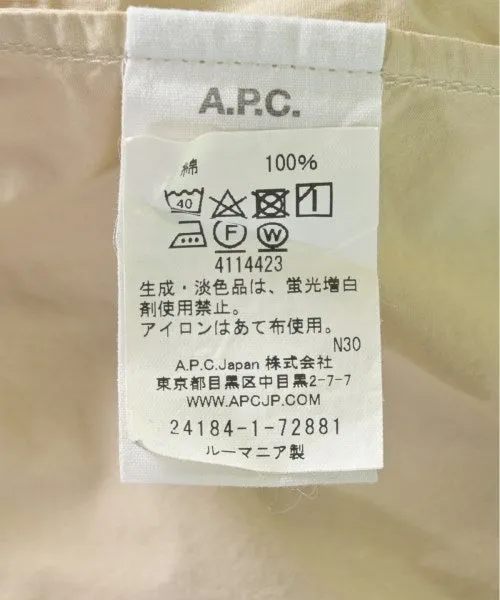 A.P.C.
綿 100%
40
F W
4114423
生成・淡色品は、蛍光増白
剤使用禁止。
アイロンはあて布使用。
N30
A.P.C.Japan 株式会社
東京都目黒区中目黒2-7-7
WWW.APCJP.COM
24184-1-72881
ルーマニア製